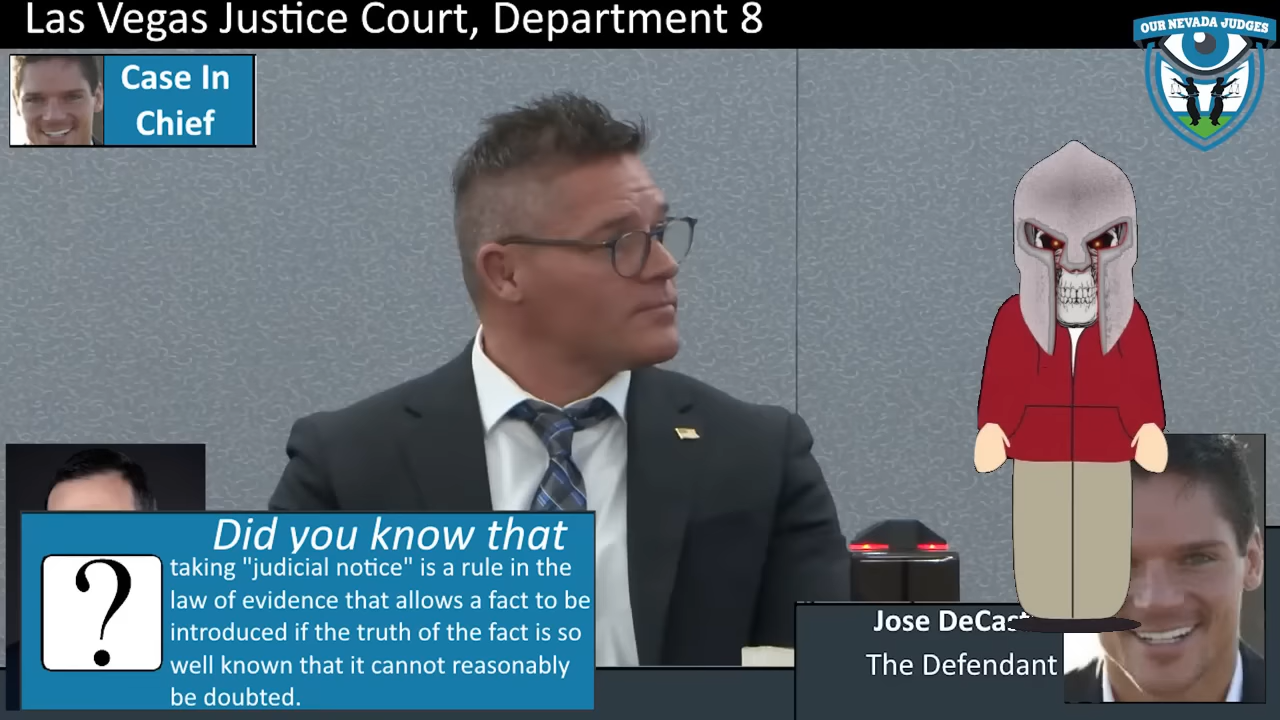 Las Vegas Justice Court, Department 8
OUR NEVADA JUDGES
Case In
Chief
Did you know that
?
taking "judicial notice" is a rule in the
law of evidence that allows a fact to be
introduced if the truth of the fact is so
well known that it cannot reasonably
be doubted.
Jose DeCast
The Defendant